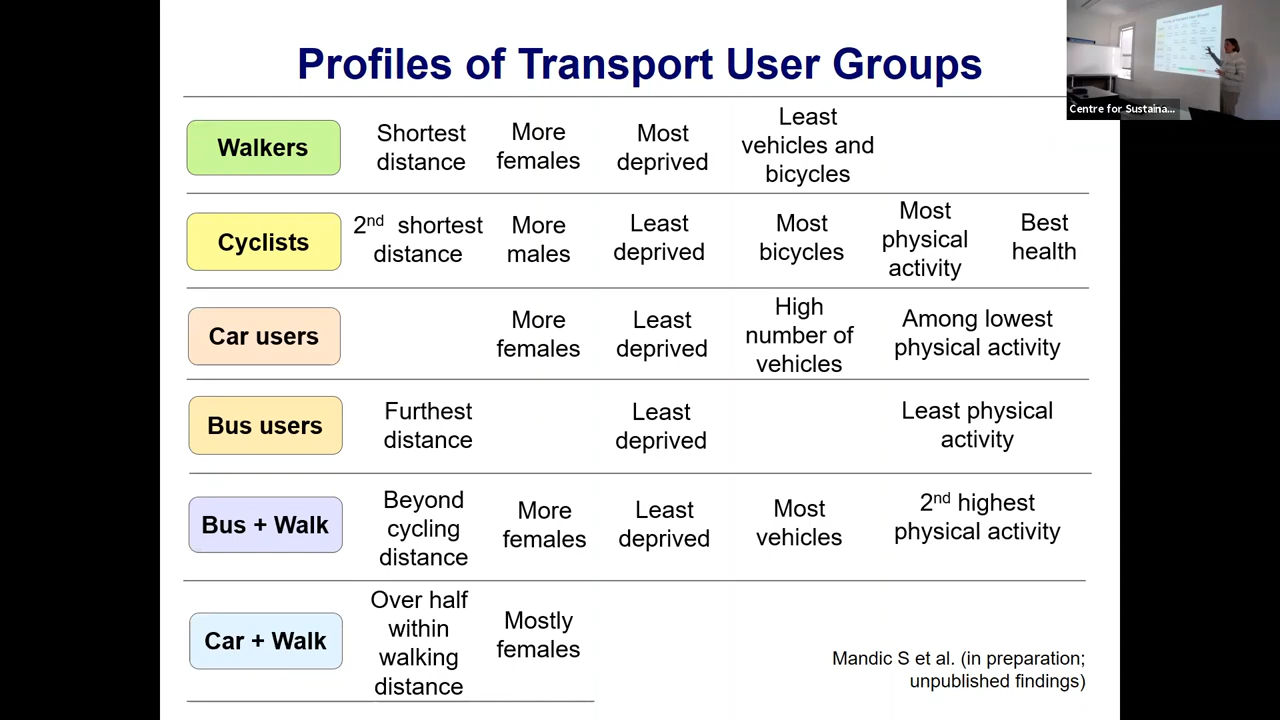 Profiles of Transport User Groups
Centre for Sustaina...
Walkers
Shortest
distance
More
females
Most
deprived
Least
vehicles and
bicycles
Cyclists
2nd shortest
distance
More
males
Least
deprived
Most
bicycles
Most
physical
activity
Best
health
Car users
More
females
Least
deprived
High
number of
vehicles
Among lowest
physical activity
Bus users
Furthest
distance
Least
deprived
Least physical
activity
Bus + Walk
Beyond
cycling
distance
More
females
Least
deprived
Most
vehicles
2nd highest
physical activity
Car + Walk
Over half
within
walking
distance
Mostly
females
Mandic S et al. (in preparation;
unpublished findings)